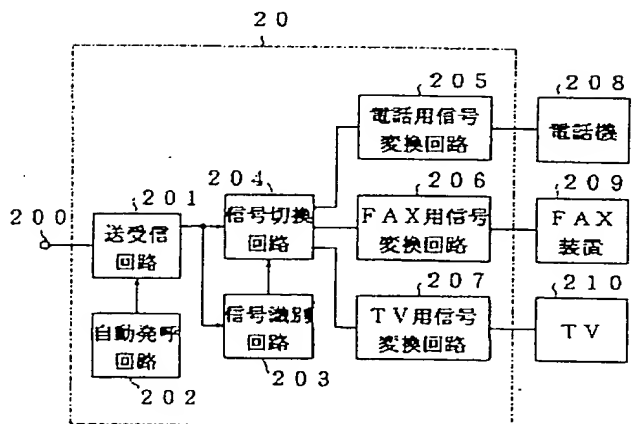 20
205
208
電話用信号
変換回路
電話機
204
206
209
200
201
信号切換
回路
FAX用信号
変換回路
FAX
装置
送受信
回路
207
210
自動発呼
回路
信号識別
回路
TV用信号
変換回路
TV
203
202